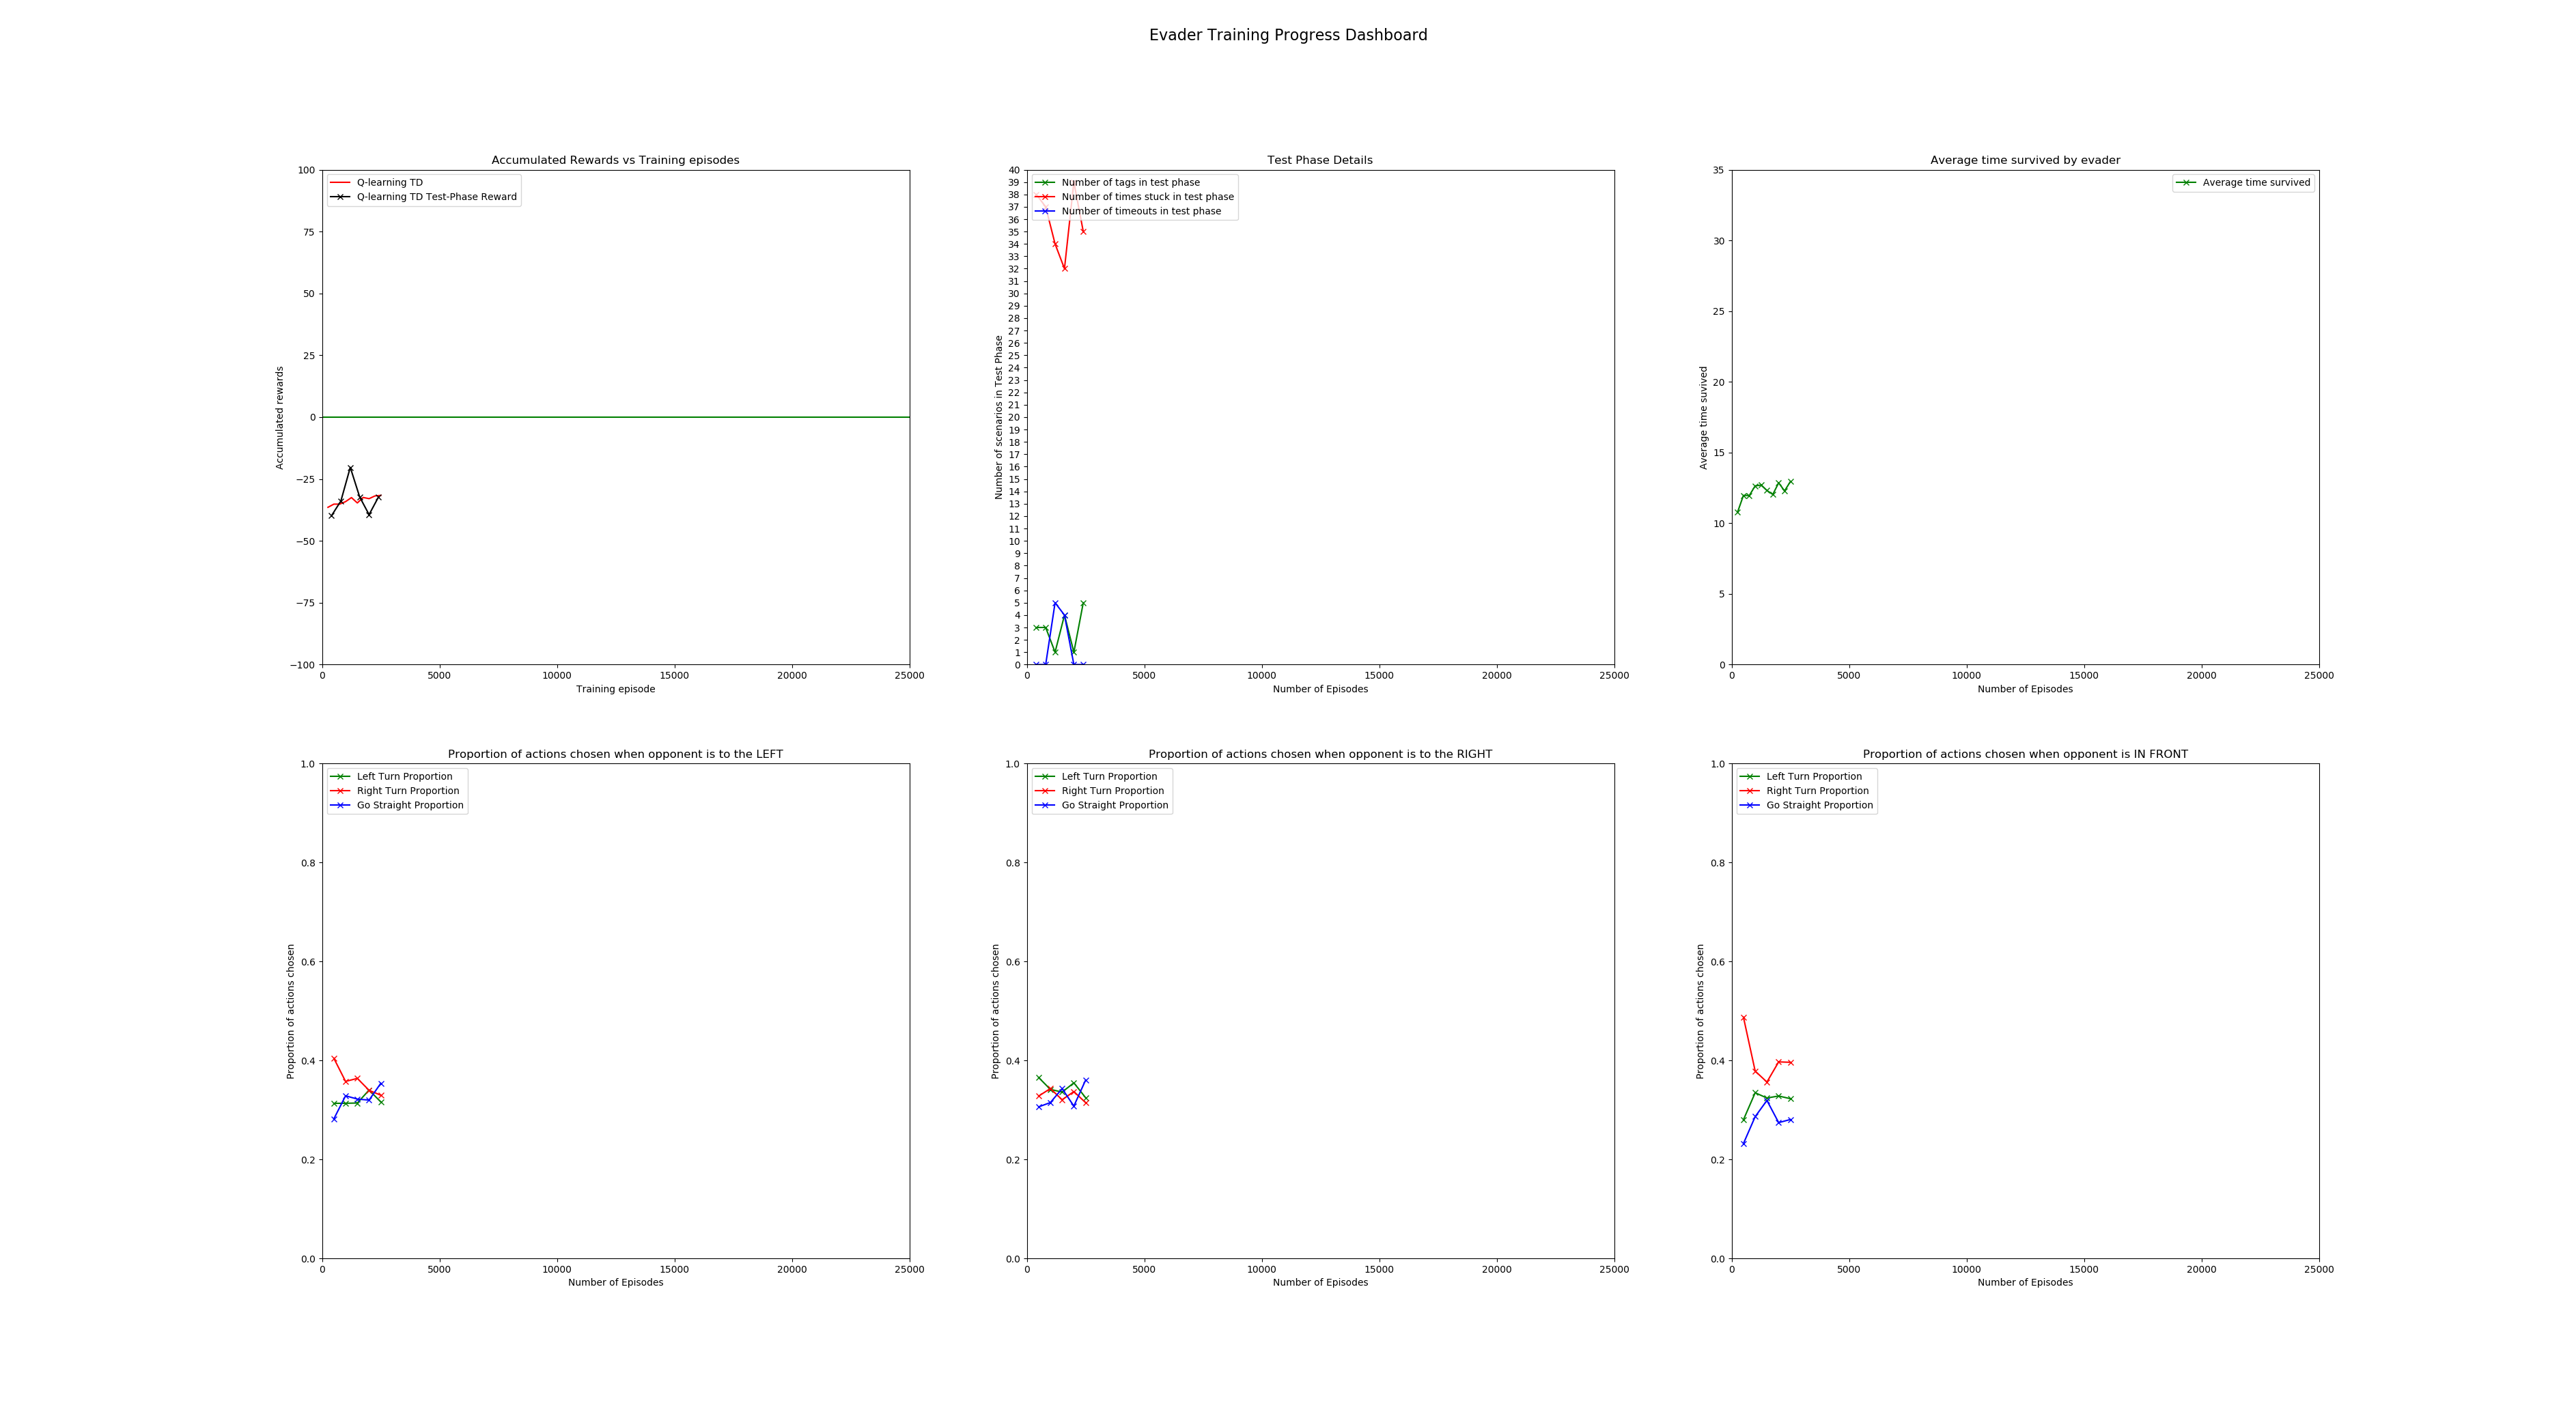 Evader Training Progress Dashboard
Accumulated Rewards vs Training episodes
Q-learning TD
Q-learning TD Test-Phase Reward
100
75
50
25
0
−25
−50
−75
−100
Accumulated rewards
0 5000 10000 15000 20000 25000
Training episode
Test Phase Details
Number of tags in test phase
Number of times stuck in test phase
Number of timeouts in test phase
40
39
38
37
36
35
34
33
32
31
30
29
28
27
26
25
24
23
22
21
20
19
18
17
16
15
14
13
12
11
10
9
8
7
6
5
4
3
2
1
0
Number of scenarios in Test Phase
0 5000 10000 15000 20000 25000
Number of Episodes
Average time survived by evader
Average time survived
35
30
25
20
15
10
5
0
Average time survived
0 5000 10000 15000 20000 25000
Number of Episodes
Proportion of actions chosen when opponent is to the LEFT
Left Turn Proportion
Right Turn Proportion
Go Straight Proportion
1.0
0.8
0.6
0.4
0.2
0.0
Proportion of actions chosen
0 5000 10000 15000 20000 25000
Number of Episodes
Proportion of actions chosen when opponent is to the RIGHT
Left Turn Proportion
Right Turn Proportion
Go Straight Proportion
1.0
0.8
0.6
0.4
0.2
0.0
Proportion of actions chosen
0 5000 10000 15000 20000 25000
Number of Episodes
Proportion of actions chosen when opponent is IN FRONT
Left Turn Proportion
Right Turn Proportion
Go Straight Proportion
1.0
0.8
0.6
0.4
0.2
0.0
Proportion of actions chosen
0 5000 10000 15000 20000 25000
Number of Episodes